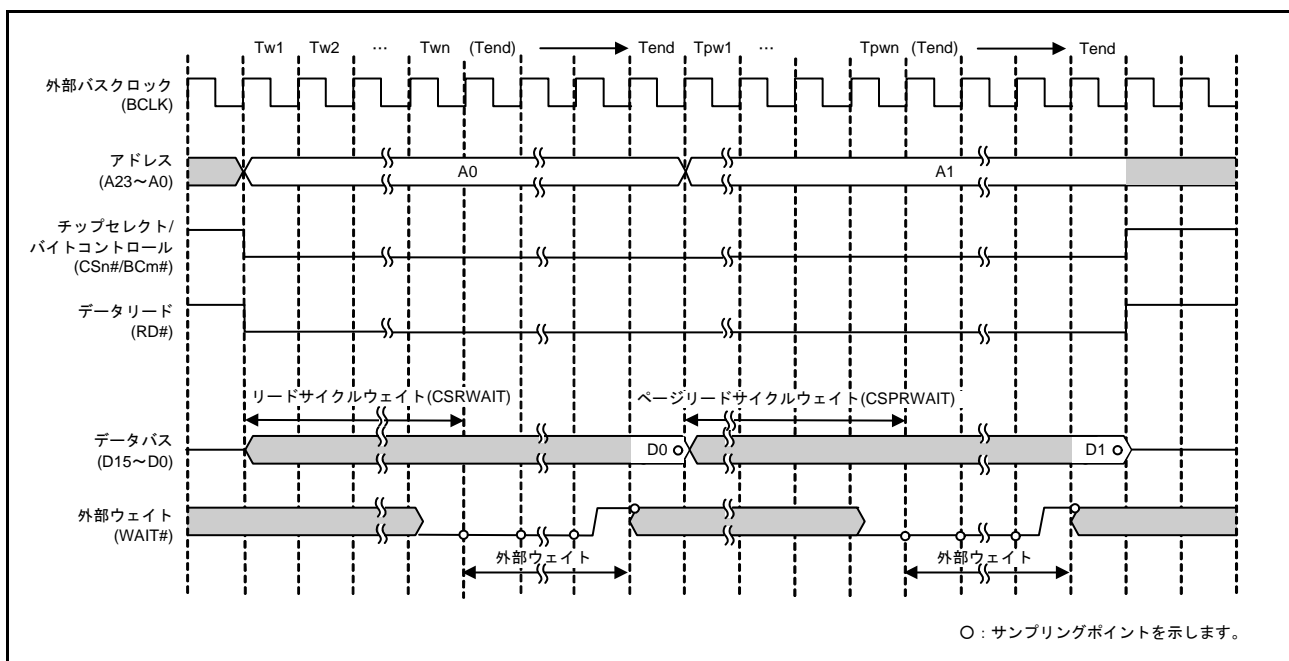 Tw1 Tw2 … Twn (Tend) Tend Tpw1 … Tpwn (Tend) Tend
外部バスクロック
(BCLK)
アドレス
(A23～A0)
A0 A1
チップセレクト/
バイトコントロール
(CSn#/BCm#)
データリード
(RD#)
リードサイクルウェイト(CSRWAIT) ページリードサイクルウェイト(CSPRWAIT)
データバス
(D15～D0)
D0 D1
外部ウェイト
(WAIT#)
外部ウェイト 外部ウェイト
○：サンプリングポイントを示します。